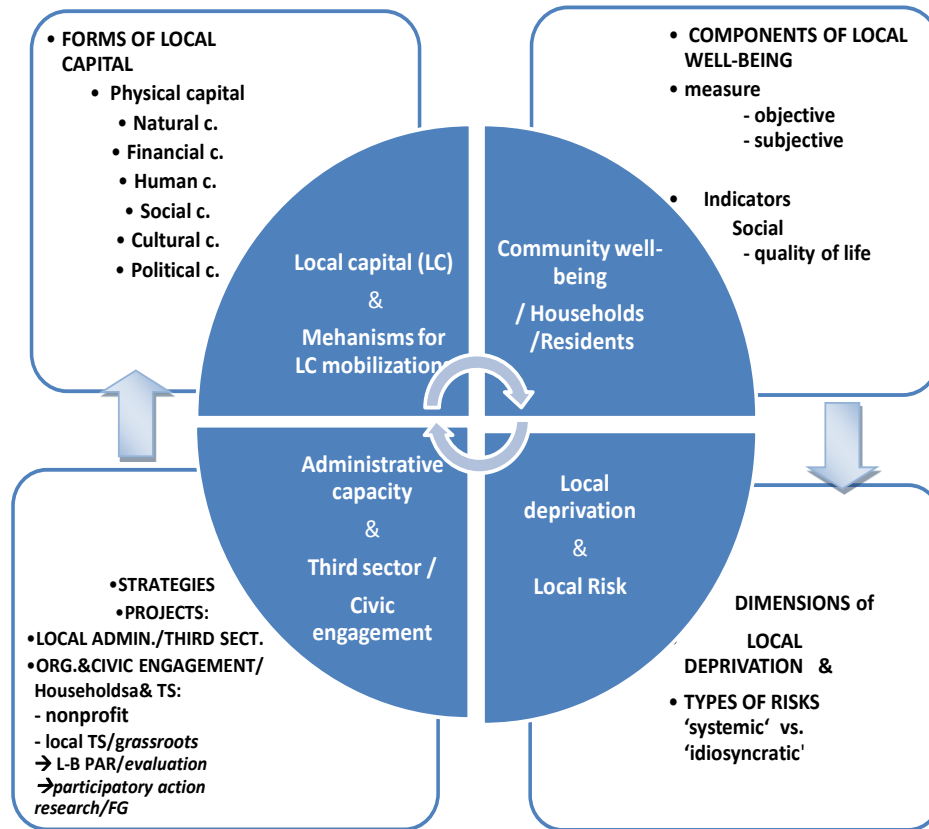 • FORMS OF LOCAL
CAPITAL
• Physical capital
• Natural c.
• Financial c.
• Human c.
• Social c.
• Cultural c.
• Political c.
• COMPONENTS OF LOCAL
WELL-BEING
• measure
- objective
- subjective
• Indicators
Social
- quality of life
Local capital (LC)
&
Mehanisms for
LC mobilizations
Community well-
being
/ Households
/Residents
Administrative
capacity
&
Third sector /
Civic
engagement
Local
deprivation
&
Local Risk
•STRATEGIES
•PROJECTS:
•LOCAL ADMIN./THIRD SECT.
•ORG.&CIVIC ENGAGEMENT/
Householdsa& TS:
- nonprofit
- local TS/grassroots
→ L-B PAR/evaluation
→participatory action
research/FG
DIMENSIONS of
LOCAL
DEPRIVATION &
• TYPES OF RISKS
‘systemic‘ vs.
‘idiosyncratic'